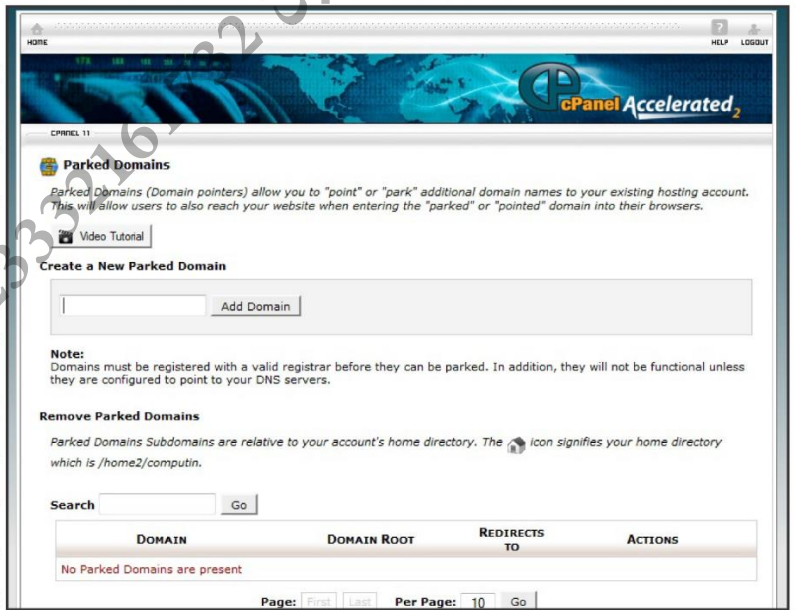 HOME
HELP LOGOUT
cPanel Accelerated2
CPANEL 11
Parked Domains
Parked Domains (Domain pointers) allow you to "point" or "park" additional domain names to your existing hosting account.
This will allow users to also reach your website when entering the "parked" or "pointed" domain into their browsers.
Video Tutorial
Create a New Parked Domain
Add Domain
Note:
Domains must be registered with a valid registrar before they can be parked. In addition, they will not be functional unless
they are configured to point to your DNS servers.
Remove Parked Domains
Parked Domains Subdomains are relative to your account's home directory. The icon signifies your home directory
which is /home2/computin.
Search Go
DOMAIN DOMAIN ROOT REDIRECTS TO ACTIONS
No Parked Domains are present
Page: First Last Per Page: 10 Go